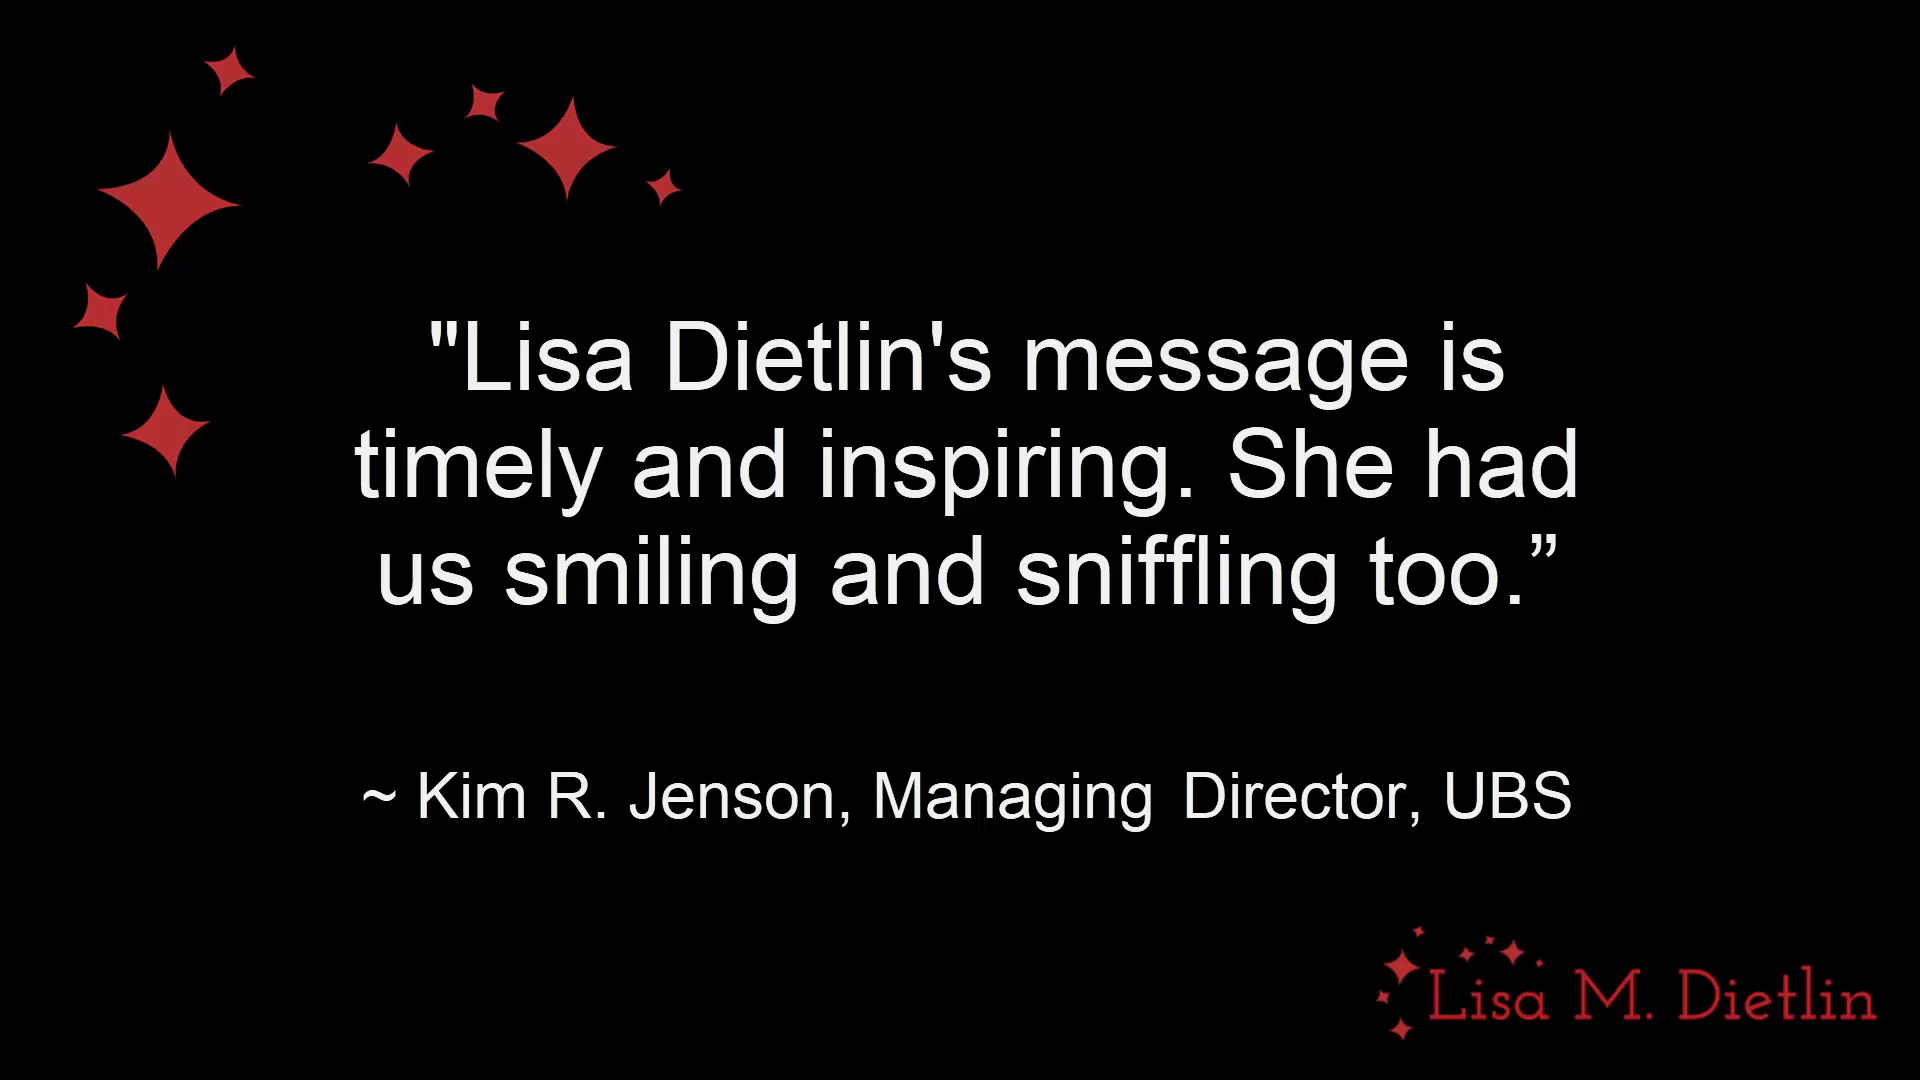 "Lisa Dietlin's message is
timely and inspiring. She had
us smiling and sniffling too.”
~ Kim R. Jenson, Managing Director, UBS
Lisa M. Dietlin